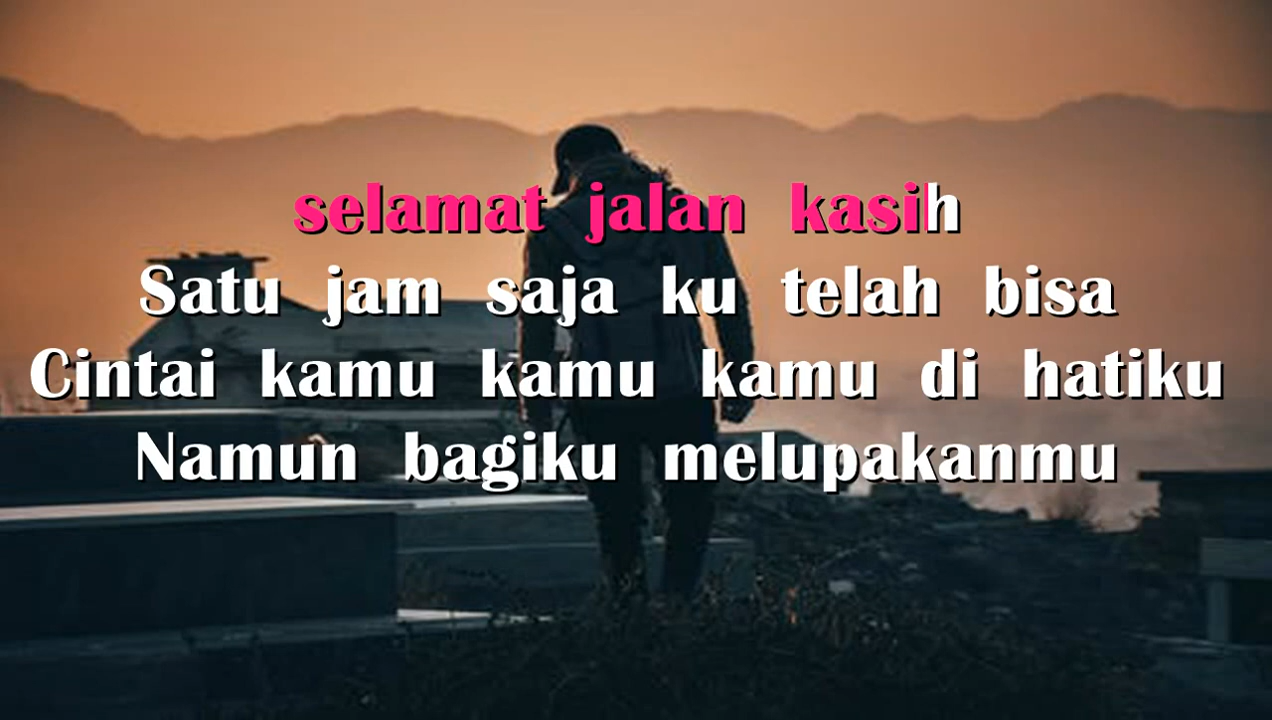 selamat jalan kasih
Satu jam saja ku telah bisa
Cintai kamu kamu kamu di hatiku
Namun bagiku melupakanmu